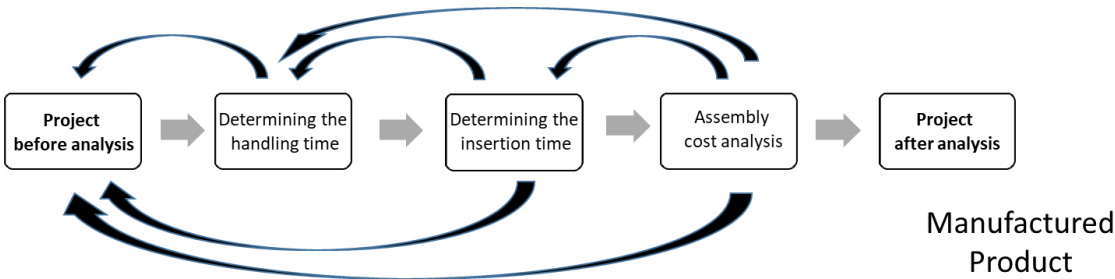 Project
before analysis
Determining the
handling time
Determining the
insertion time
Assembly
cost analysis
Project
after analysis
Manufactured
Product